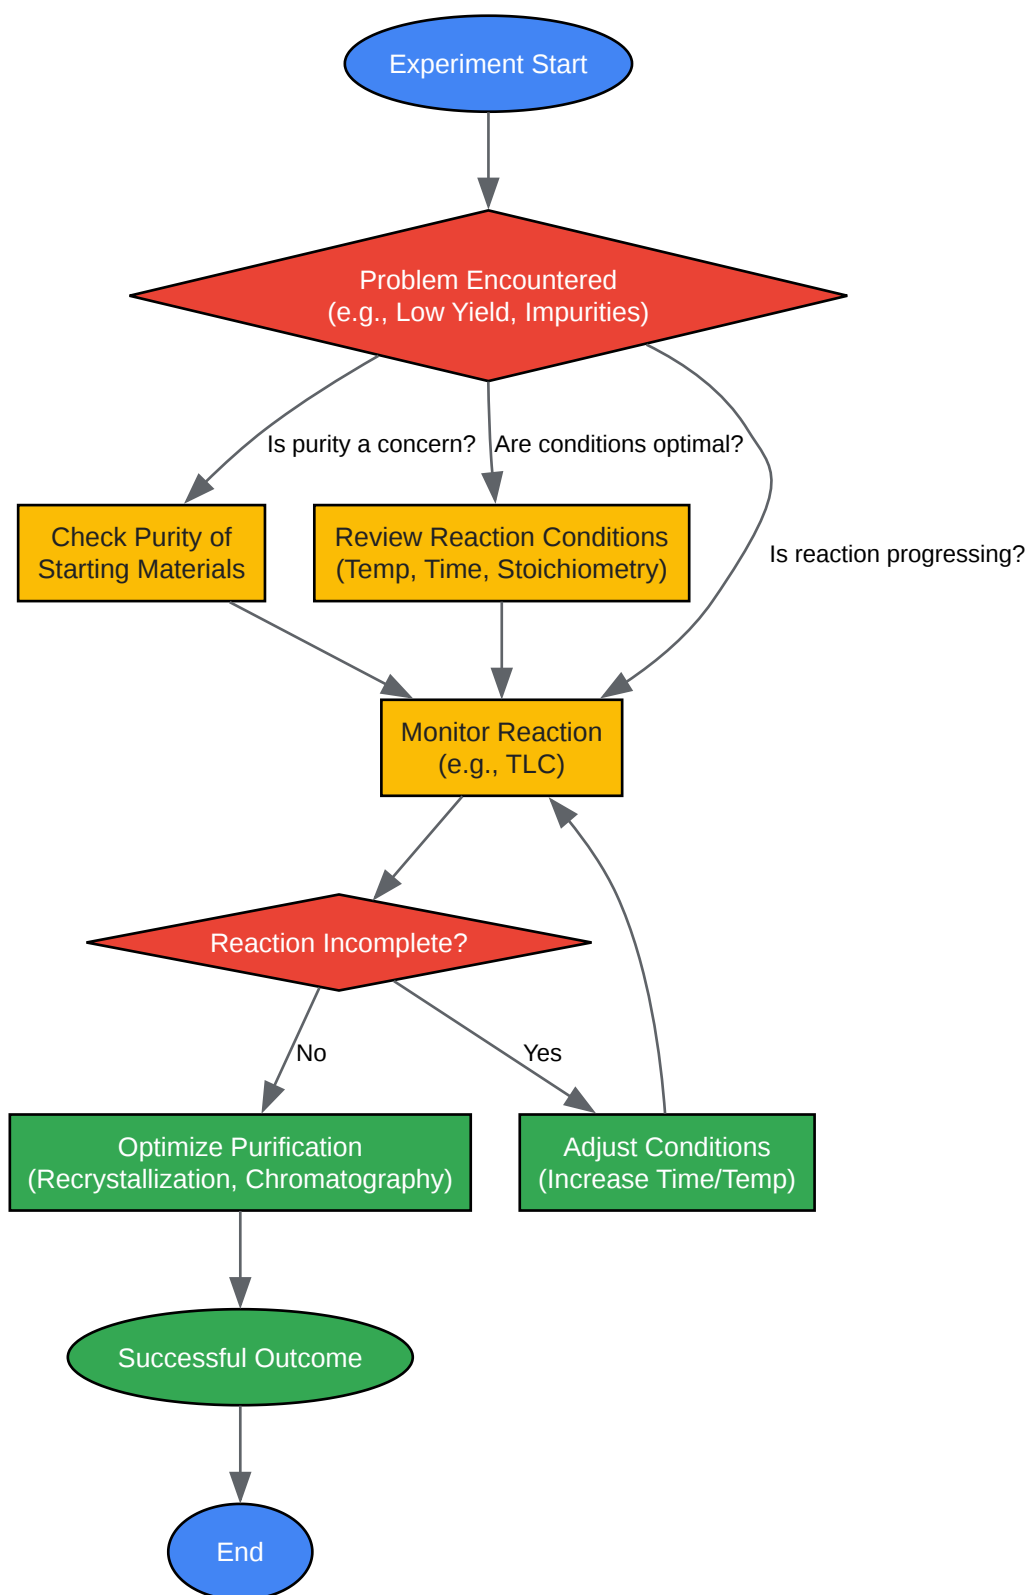 Experiment Start
Problem Encountered
(e.g., Low Yield, Impurities)
Is purity a concern?
Are conditions optimal?
Check Purity of
Starting Materials
Review Reaction Conditions
(Temp, Time, Stoichiometry)
Is reaction progressing?
Monitor Reaction
(e.g., TLC)
Reaction Incomplete?
No
Yes
Optimize Purification
(Recrystallization, Chromatography)
Adjust Conditions
(Increase Time/Temp)
Successful Outcome
End